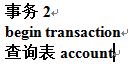 事务 2
begin transaction
查询表 account